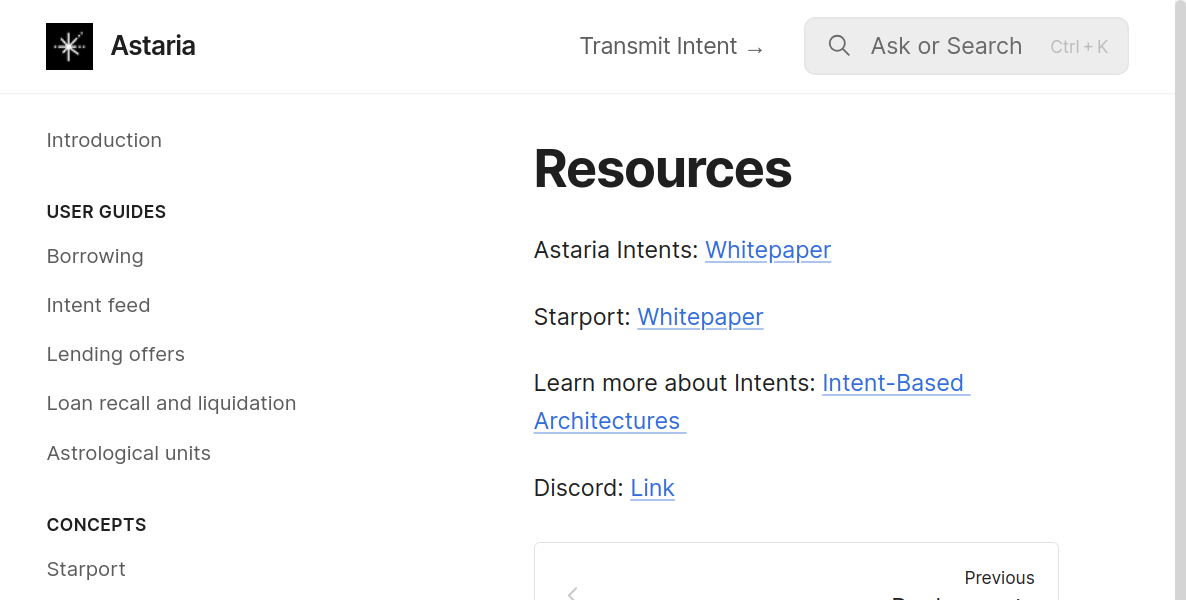 Astaria
Transmit Intent →
Ask or Search Ctrl + K
Introduction
USER GUIDES
Borrowing
Intent feed
Lending offers
Loan recall and liquidation
Astrological units
CONCEPTS
Starport
Resources
Astaria Intents: Whitepaper
Starport: Whitepaper
Learn more about Intents: Intent-Based
Architectures
Discord: Link
Previous